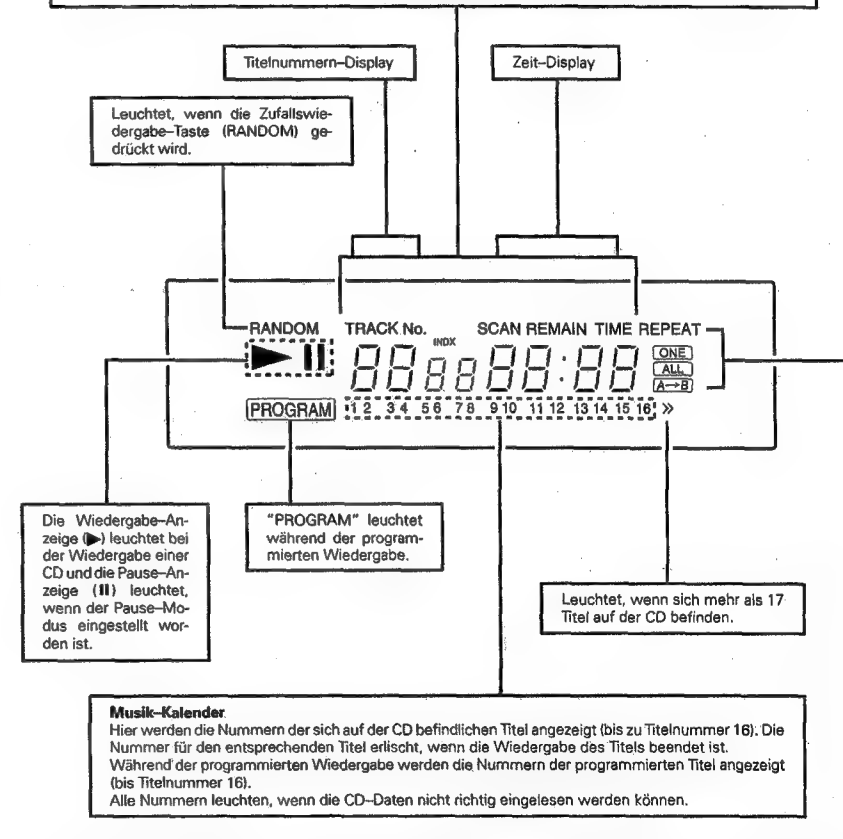 Titelnummern–Display
Zeit–Display
Leuchtet, wenn die Zufallswie-
dergabe–Taste (RANDOM) ge-
drückt wird.
RANDOM TRACK No. SCAN REMAIN TIME REPEAT
INDX
88 88 88:88
ONE
ALL
A→B
PROGRAM 1 2 3 4 5 6 7 8 9 10 11 12 13 14 15 16 »
Die Wiedergabe–An-
zeige (▶) leuchtet bei
der Wiedergabe einer
CD und die Pause–An-
zeige (❚❚) leuchtet,
wenn der Pause–Mo-
dus eingestellt wor-
den ist.
"PROGRAM" leuchtet
während der program-
mierten Wiedergabe.
Leuchtet, wenn sich mehr als 17
Titel auf der CD befinden.
Musik–Kalender
Hier werden die Nummern der sich auf der CD befindlichen Titel angezeigt (bis zu Titelnummer 16). Die
Nummer für den entsprechenden Titel erlischt, wenn die Wiedergabe des Titels beendet ist.
Während der programmierten Wiedergabe werden die Nummern der programmierten Titel angezeigt
(bis Titelnummer 16).
Alle Nummern leuchten, wenn die CD–Daten nicht richtig eingelesen werden können.